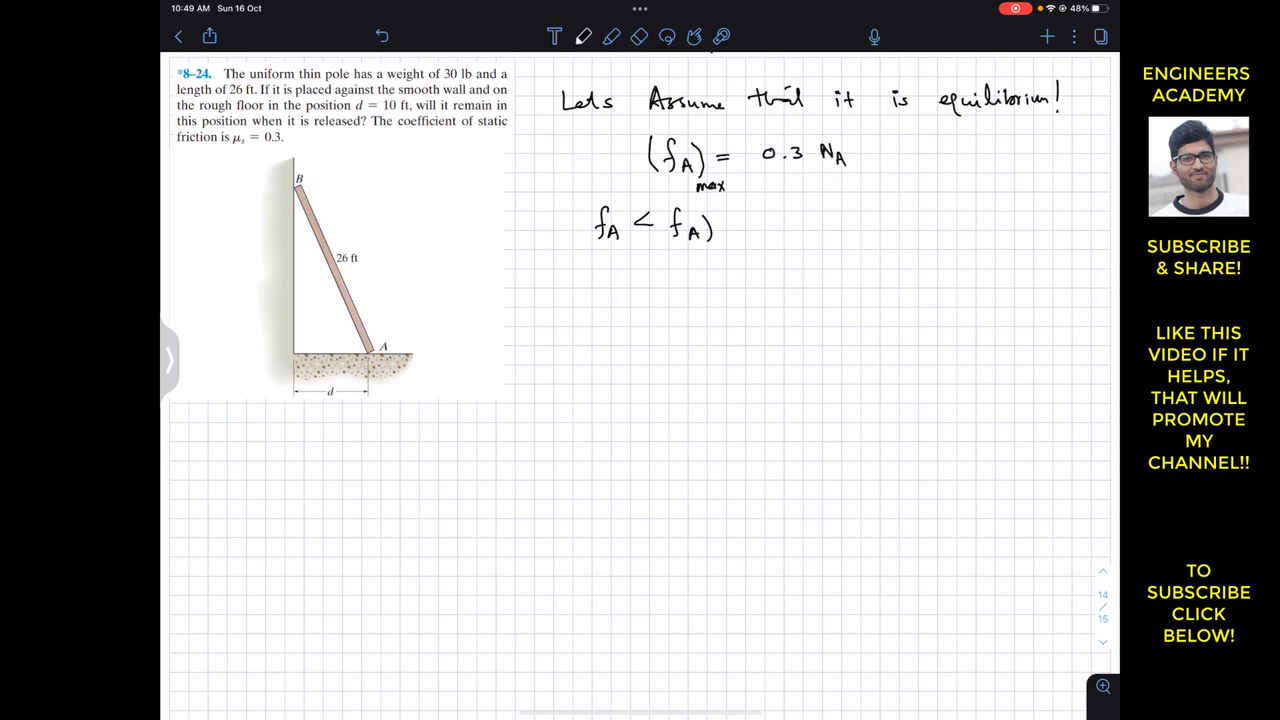 10:49 AM Sun 16 Oct
48%
*8–24. The uniform thin pole has a weight of 30 lb and a
length of 26 ft. If it is placed against the smooth wall and on
the rough floor in the position d = 10 ft, will it remain in
this position when it is released? The coefficient of static
friction is μs = 0.3.
B
26 ft
A
d
Lets Assume that it is equilibrium!
(fA)max = 0.3 NA
fA < fA)
14
/
15
ENGINEERS
ACADEMY
SUBSCRIBE
& SHARE!
LIKE THIS
VIDEO IF IT
HELPS,
THAT WILL
PROMOTE
MY
CHANNEL!!
TO
SUBSCRIBE
CLICK
BELOW!